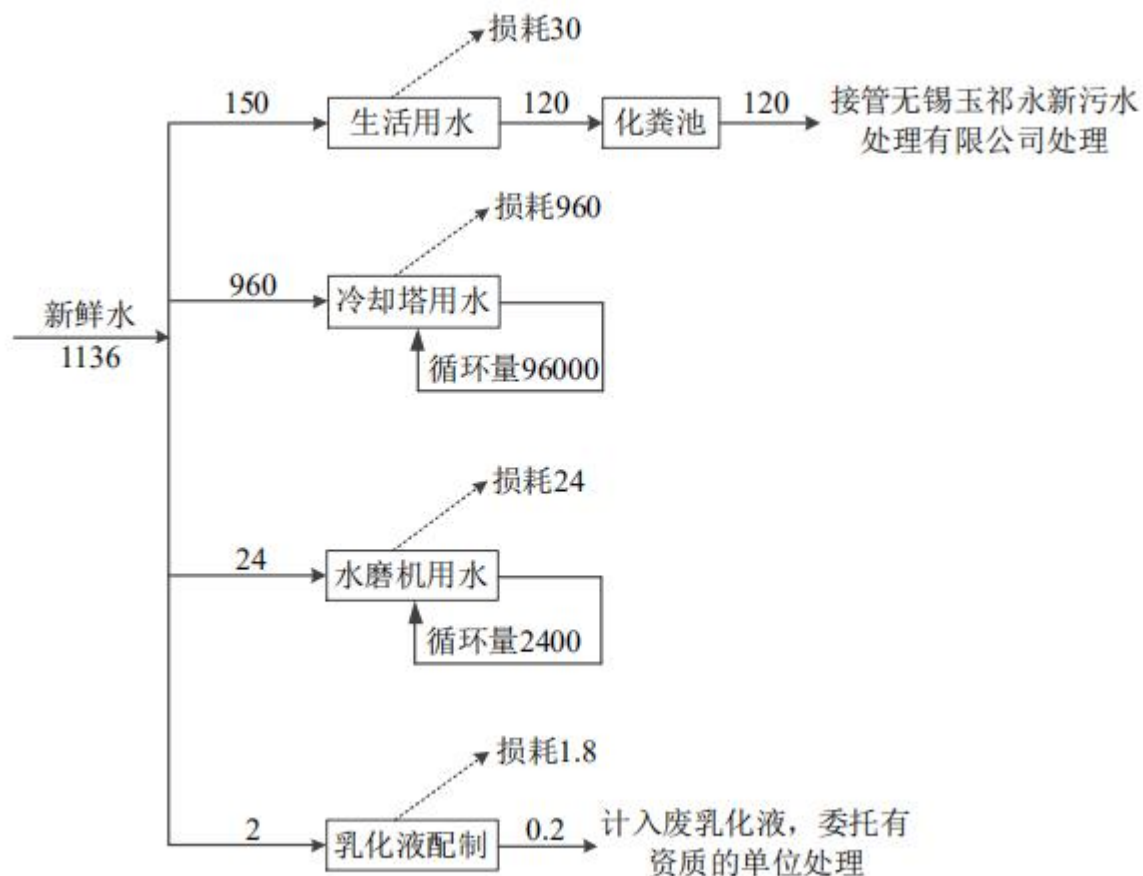 损耗30
150
生活用水
120
化粪池
120
接管无锡玉祁永新污水
处理有限公司处理
损耗960
960
冷却塔用水
循环量96000
新鲜水
1136
损耗24
24
水磨机用水
循环量2400
损耗1.8
2
乳化液配制
0.2
计入废乳化液，委托有
资质的单位处理